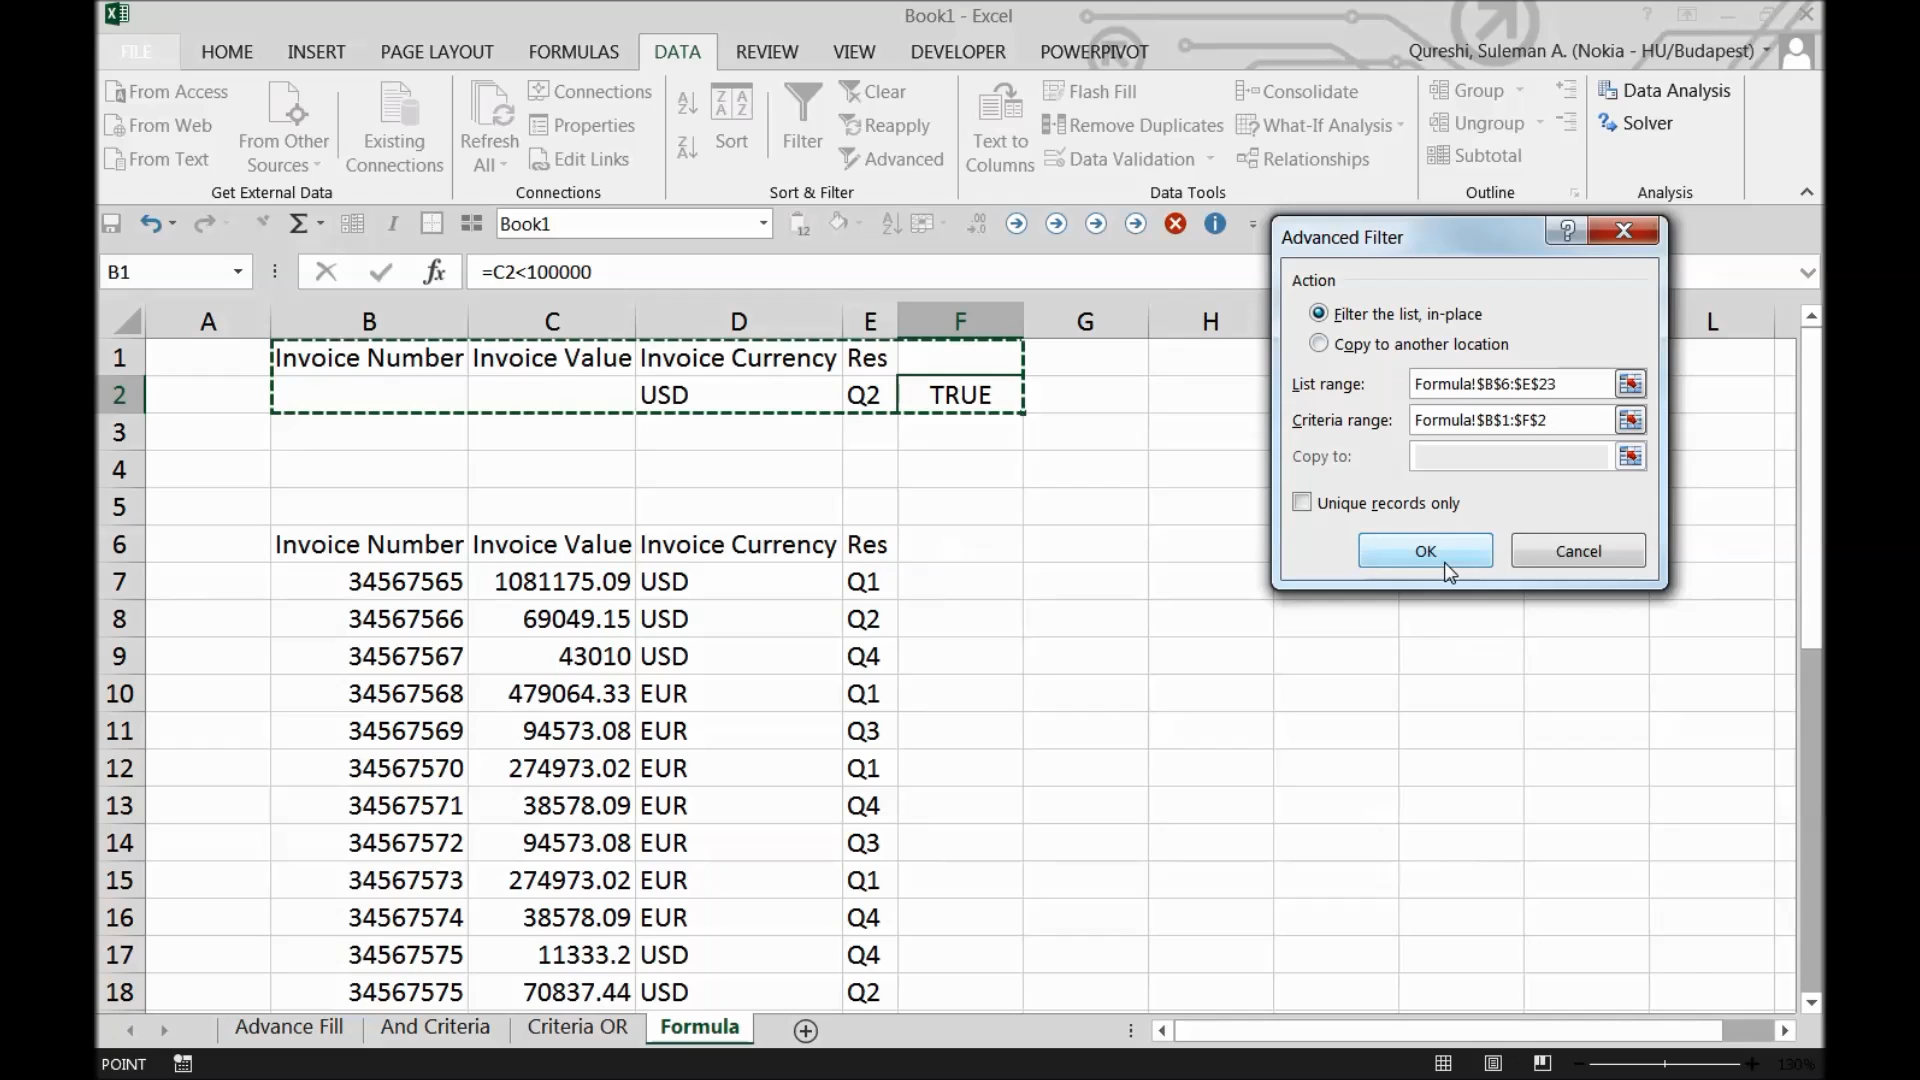 Book1 - Excel
FILE HOME INSERT PAGE LAYOUT FORMULAS DATA REVIEW VIEW DEVELOPER POWERPIVOT Qureshi, Suleman A. (Nokia - HU/Budapest)
From Access
From Web
From Text
From Other Sources
Existing Connections
Get External Data
Refresh All
Connections
Properties
Edit Links
Connections
Sort
Filter
Clear
Reapply
Advanced
Sort & Filter
Text to Columns
Flash Fill
Remove Duplicates
Data Validation
Consolidate
What-If Analysis
Relationships
Data Tools
Group
Ungroup
Subtotal
Outline
Data Analysis
Solver
Analysis
Book1
B1 fx =C2<100000
A B C D E F G H L
1 Invoice Number Invoice Value Invoice Currency Res
2 USD Q2 TRUE
3
4
5
6 Invoice Number Invoice Value Invoice Currency Res
7 34567565 1081175.09 USD Q1
8 34567566 69049.15 USD Q2
9 34567567 43010 USD Q4
10 34567568 479064.33 EUR Q1
11 34567569 94573.08 EUR Q3
12 34567570 274973.02 EUR Q1
13 34567571 38578.09 EUR Q4
14 34567572 94573.08 EUR Q3
15 34567573 274973.02 EUR Q1
16 34567574 38578.09 EUR Q4
17 34567575 11333.2 USD Q4
18 34567575 70837.44 USD Q2
Advanced Filter
Action
Filter the list, in-place
Copy to another location
List range: Formula!$B$6:$E$23
Criteria range: Formula!$B$1:$F$2
Copy to:
Unique records only
OK Cancel
Advance Fill And Criteria Criteria OR Formula
POINT 130%